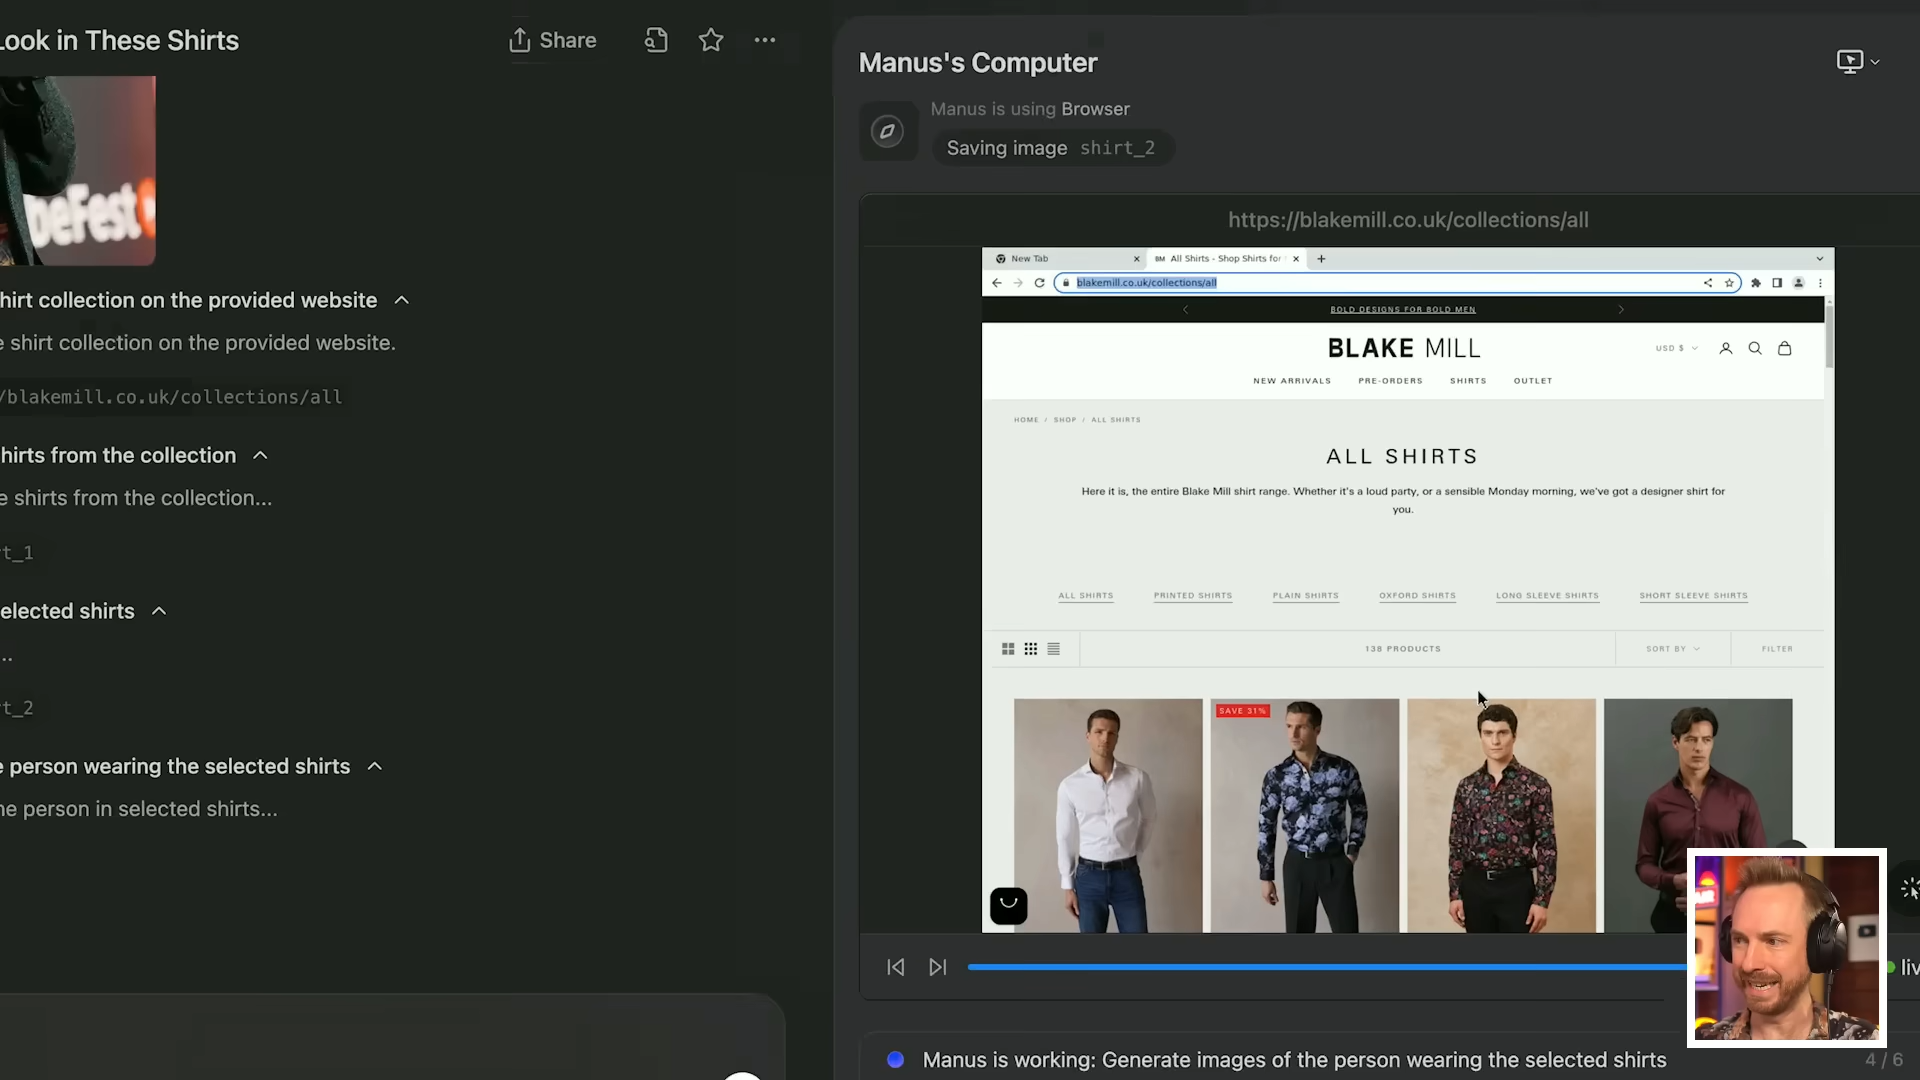 Look in These Shirts
Share
hirt collection on the provided website
e shirt collection on the provided website.
/blakemill.co.uk/collections/all
hirts from the collection
e shirts from the collection...
t_1
elected shirts
..
t_2
e person wearing the selected shirts
ne person in selected shirts...
Manus's Computer
Manus is using Browser
Saving image shirt_2
https://blakemill.co.uk/collections/all
New Tab
BM All Shirts - Shop Shirts for
blakemill.co.uk/collections/all
BOLD DESIGNS FOR BOLD MEN
BLAKE MILL
USD $
NEW ARRIVALS PRE-ORDERS SHIRTS OUTLET
HOME / SHOP / ALL SHIRTS
ALL SHIRTS
Here it is, the entire Blake Mill shirt range. Whether it's a loud party, or a sensible Monday morning, we've got a designer shirt for
you.
ALL SHIRTS PRINTED SHIRTS PLAIN SHIRTS OXFORD SHIRTS LONG SLEEVE SHIRTS SHORT SLEEVE SHIRTS
138 PRODUCTS
SORT BY
FILTER
SAVE 31%
liv
Manus is working: Generate images of the person wearing the selected shirts
4 / 6